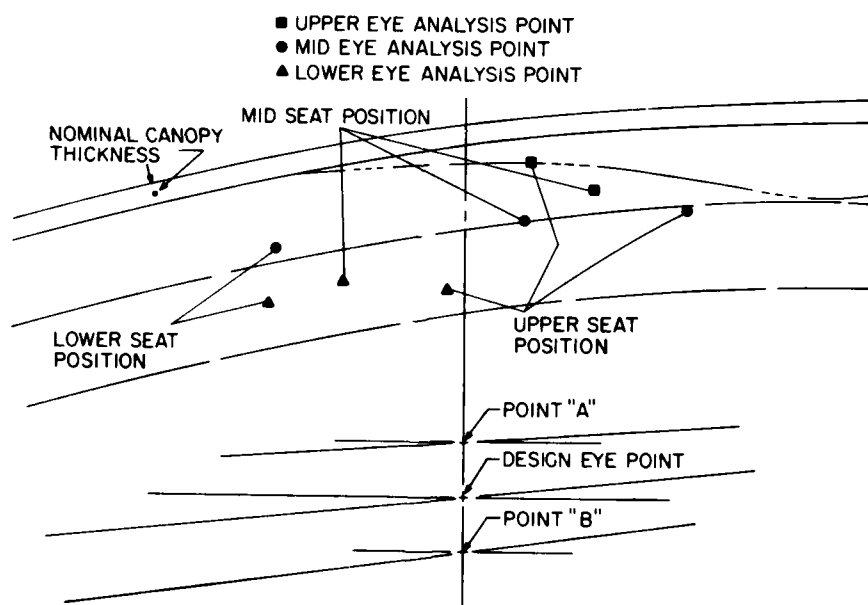 UPPER EYE ANALYSIS POINT
MID EYE ANALYSIS POINT
LOWER EYE ANALYSIS POINT
MID SEAT POSITION
NOMINAL CANOPY
THICKNESS
LOWER SEAT
POSITION
UPPER SEAT
POSITION
POINT "A"
DESIGN EYE POINT
POINT "B"